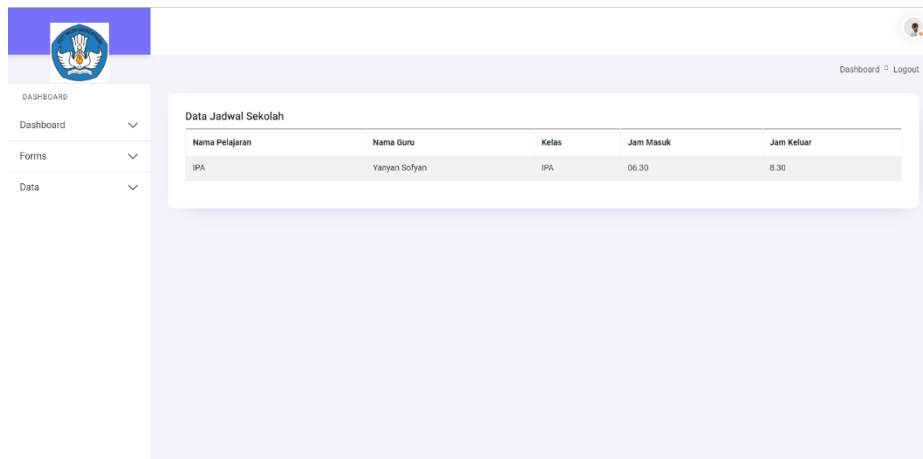 Dashboard Logout
DASHBOARD
Dashboard
Forms
Data
Data Jadwal Sekolah
Nama Pelajaran Nama Guru Kelas Jam Masuk Jam Keluar
IPA Yanyan Sofyan IPA 06.30 8.30